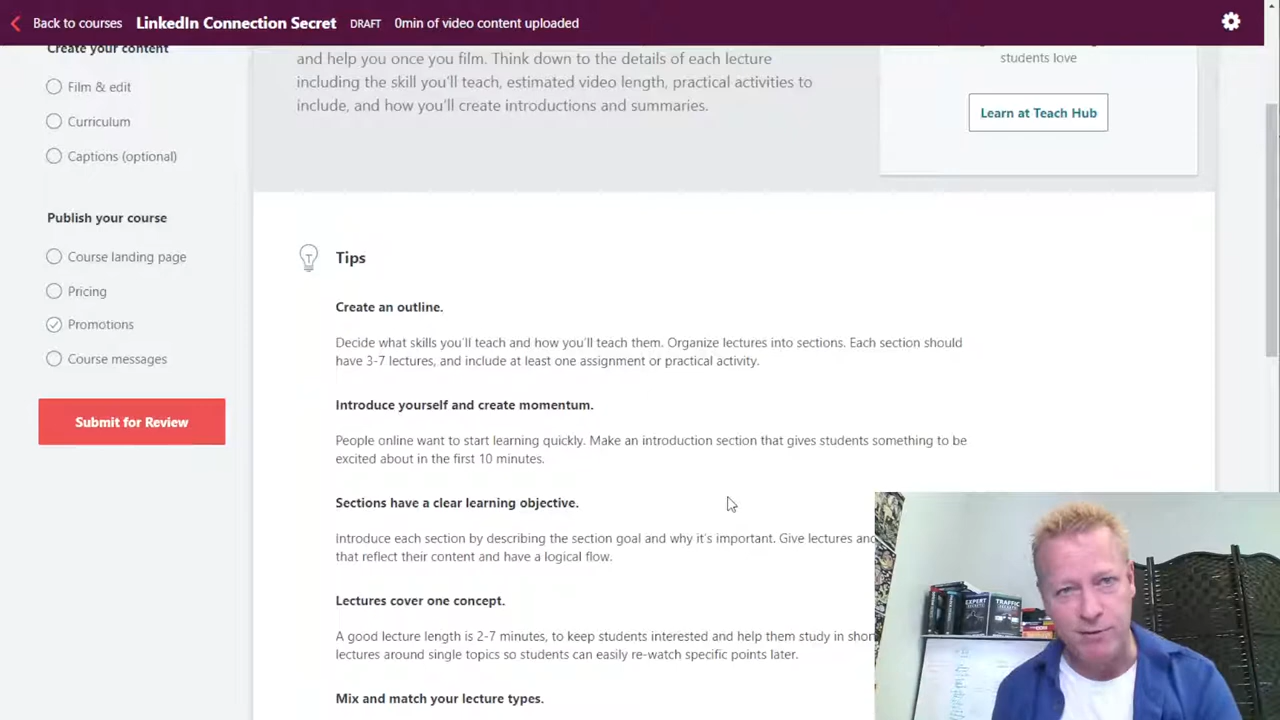 Back to courses LinkedIn Connection Secret DRAFT 0min of video content uploaded
Create your content
Film & edit
Curriculum
Captions (optional)
Publish your course
Course landing page
Pricing
Promotions
Course messages
Submit for Review
and help you once you film. Think down to the details of each lecture
including the skill you'll teach, estimated video length, practical activities to
include, and how you'll create introductions and summaries.
students love
Learn at Teach Hub
Tips
Create an outline.
Decide what skills you'll teach and how you'll teach them. Organize lectures into sections. Each section should
have 3-7 lectures, and include at least one assignment or practical activity.
Introduce yourself and create momentum.
People online want to start learning quickly. Make an introduction section that gives students something to be
excited about in the first 10 minutes.
Sections have a clear learning objective.
Introduce each section by describing the section goal and why it's important. Give lectures and
that reflect their content and have a logical flow.
Lectures cover one concept.
A good lecture length is 2-7 minutes, to keep students interested and help them study in short
lectures around single topics so students can easily re-watch specific points later.
Mix and match your lecture types.
EXPERT
SECRETS
TRAFFIC
SECRETS